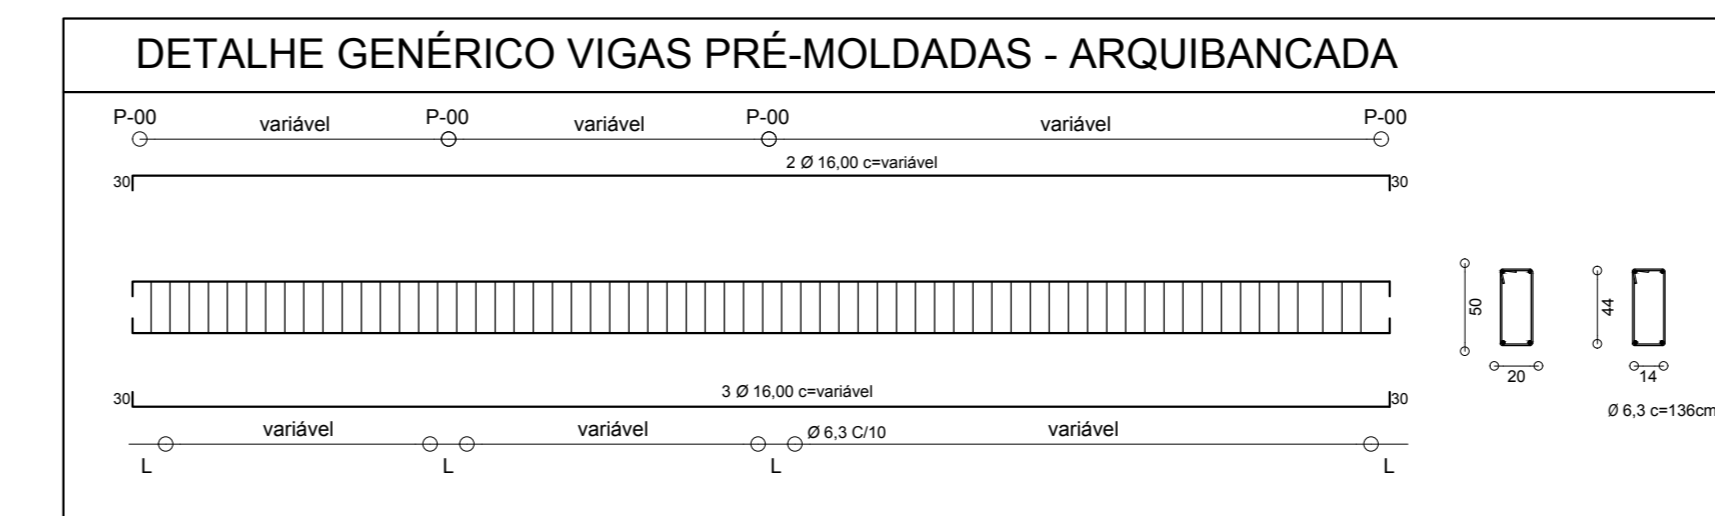 DETALHE GENÉRICO VIGAS PRÉ-MOLDADAS - ARQUIBANCADA
P-00 variável P-00 variável P-00 variável P-00
2 Ø 16,00 c=variável
30 30
50 44
20 14
3 Ø 16,00 c=variável
30 30
Ø 6,3 c=136cm
variável variável Ø 6,3 C/10 variável
L L L L